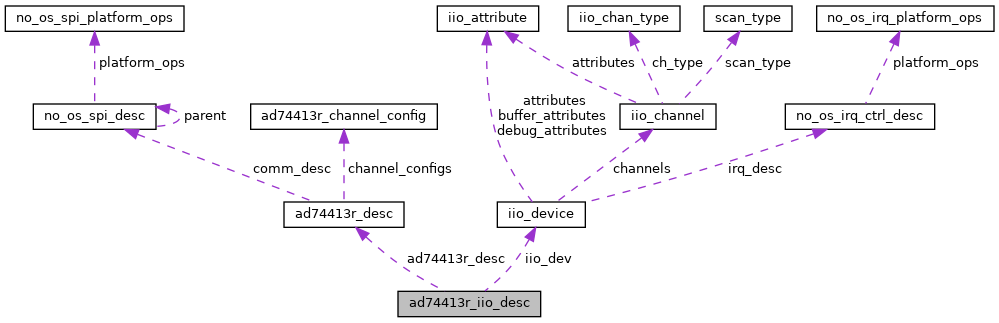 no_os_spi_platform_ops
iio_attribute
iio_chan_type
scan_type
no_os_irq_platform_ops
platform_ops
attributes
ch_type
scan_type
platform_ops
no_os_spi_desc
parent
ad74413r_channel_config
attributes
buffer_attributes
debug_attributes
iio_channel
no_os_irq_ctrl_desc
comm_desc
channel_configs
channels
irq_desc
ad74413r_desc
iio_device
ad74413r_desc
iio_dev
ad74413r_iio_desc